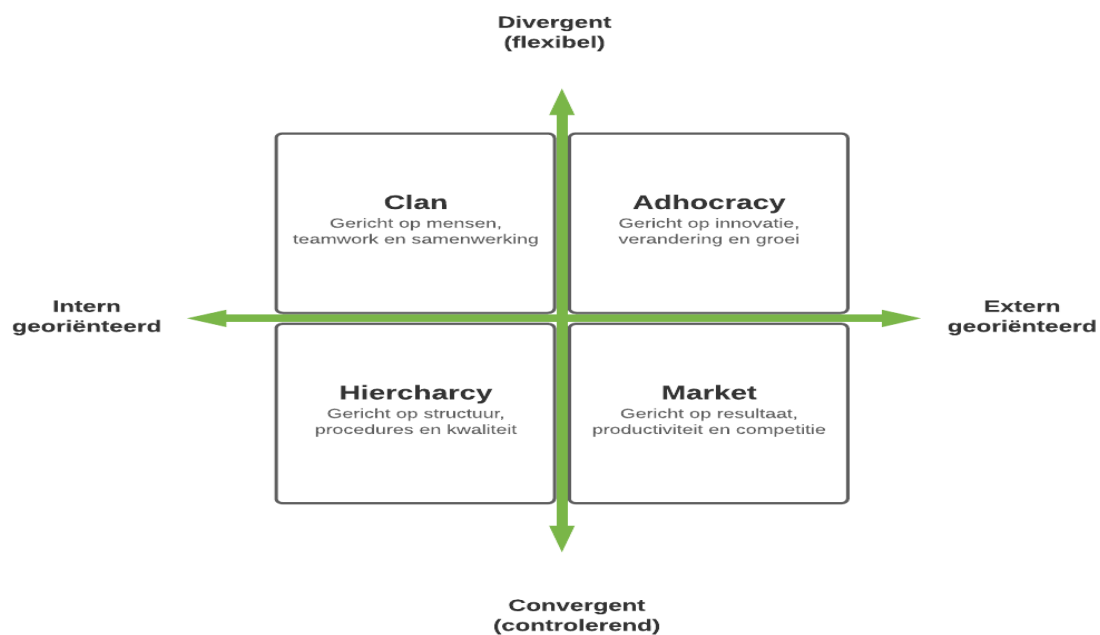 Divergent
(flexibel)
Clan
Gericht op mensen,
teamwork en samenwerking
Adhocracy
Gericht op innovatie,
verandering en groei
Intern
georiënteerd
Extern
georiënteerd
Hiercharcy
Gericht op structuur,
procedures en kwaliteit
Market
Gericht op resultaat,
productiviteit en competitie
Convergent
(controlerend)